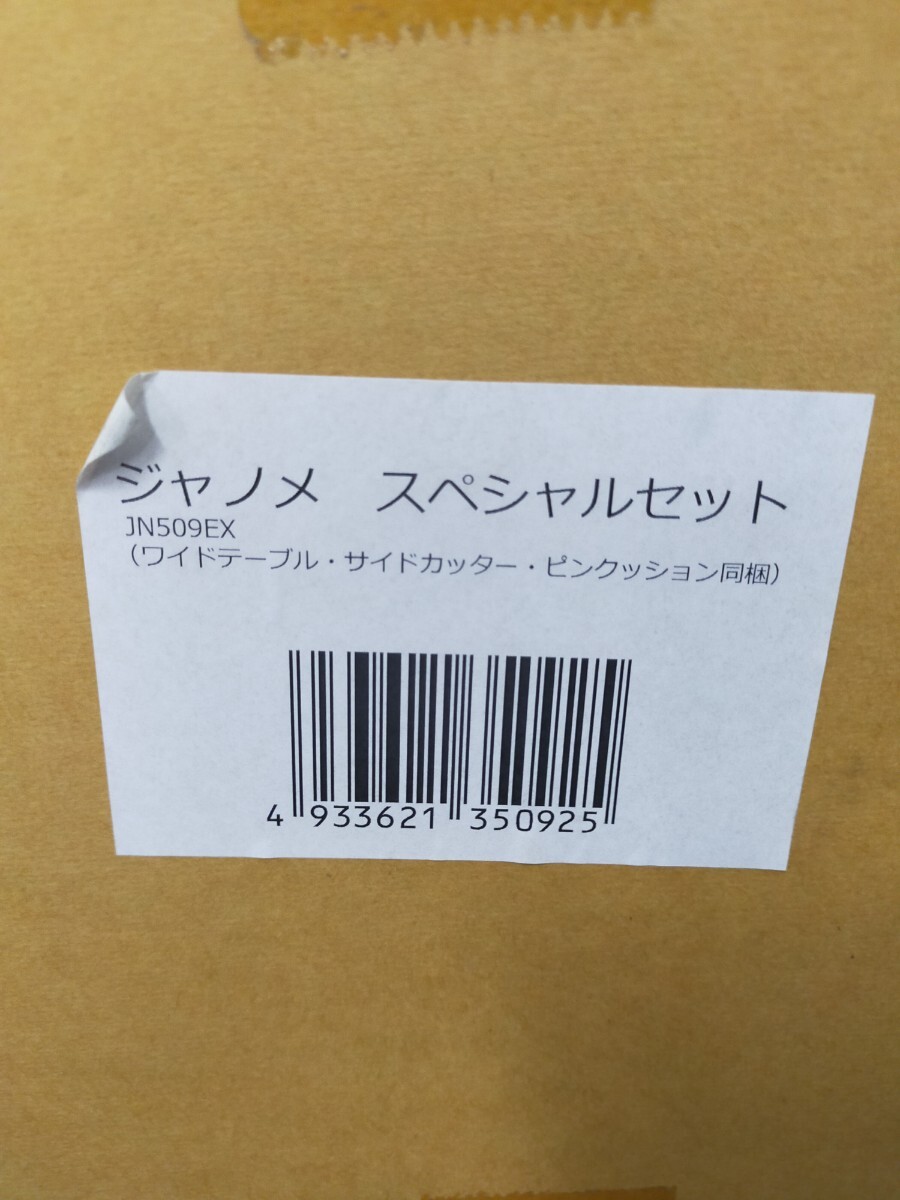 ジャノメ　スペシャルセット
JN509EX
（ワイドテーブル・サイドカッター・ピンクッション同梱）
4 933621 350925